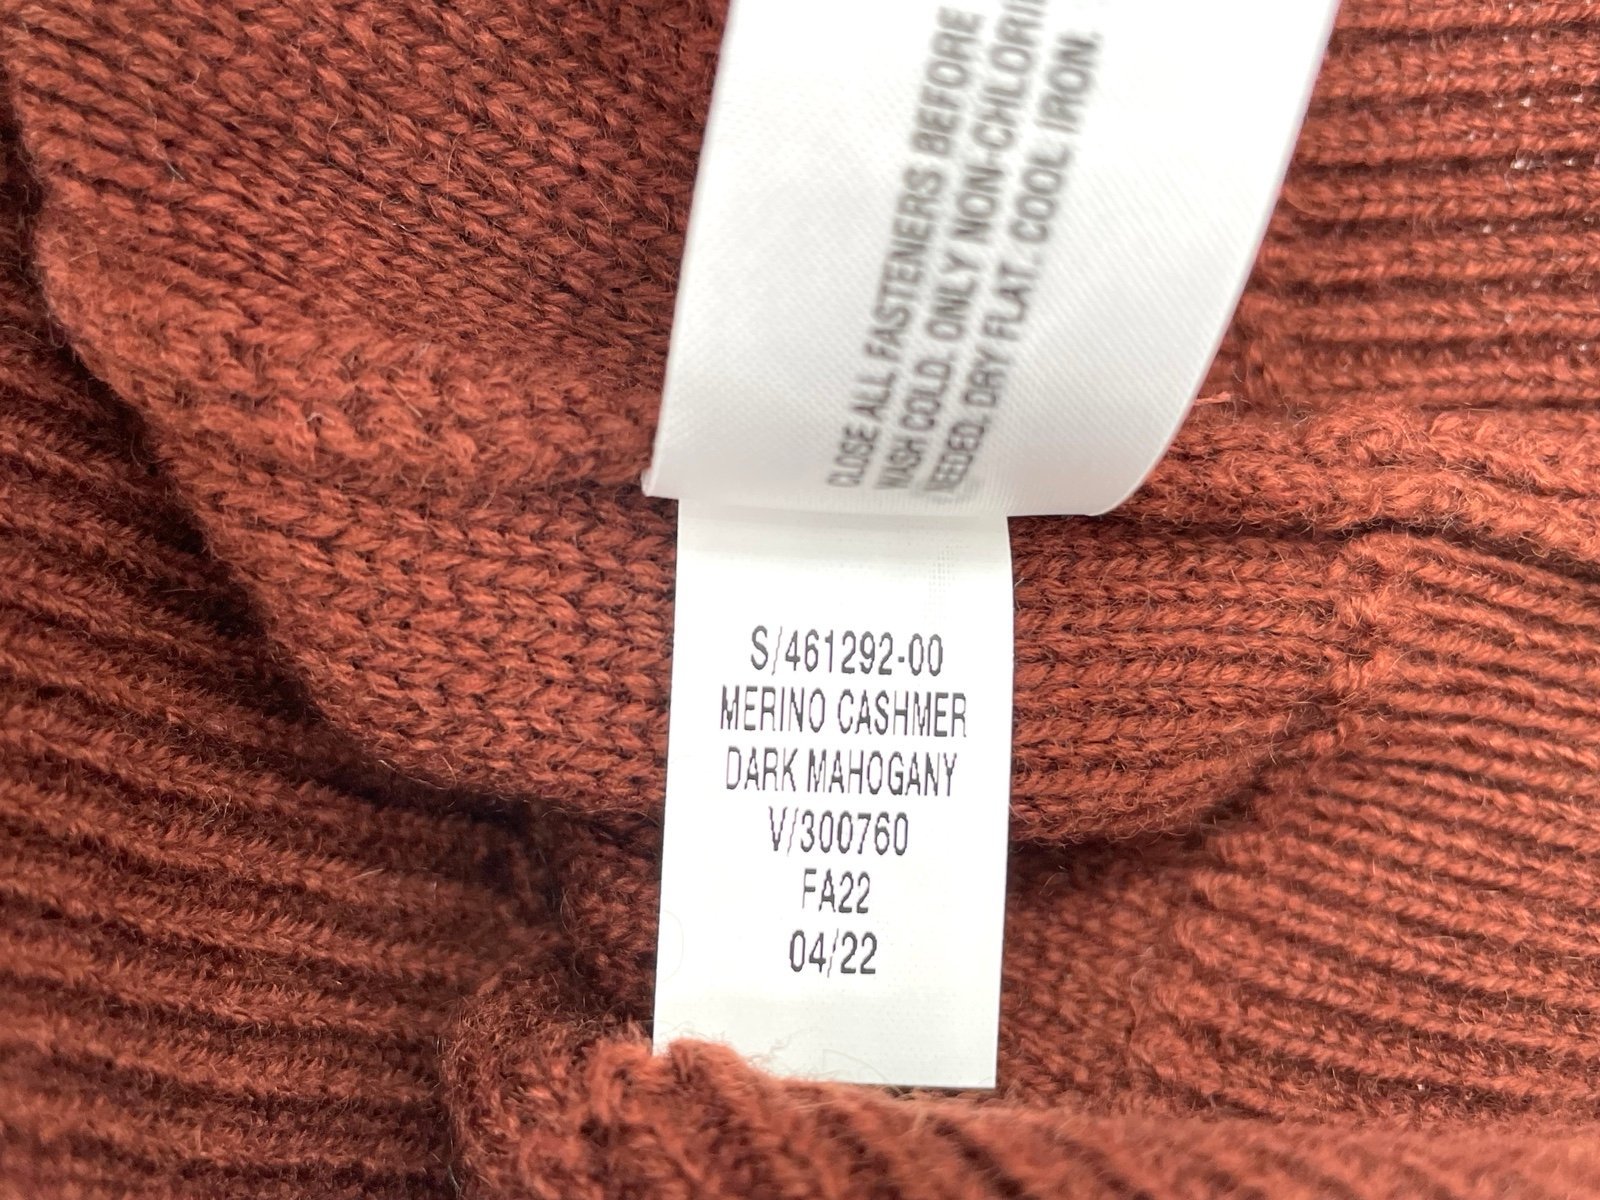 CLOSE ALL FASTENERS BEFORE
WASH COLD. ONLY NON-CHLORI
NEEDED. DRY FLAT. COOL IRON.
S/461292-00
MERINO CASHMER
DARK MAHOGANY
V/300760
FA22
04/22